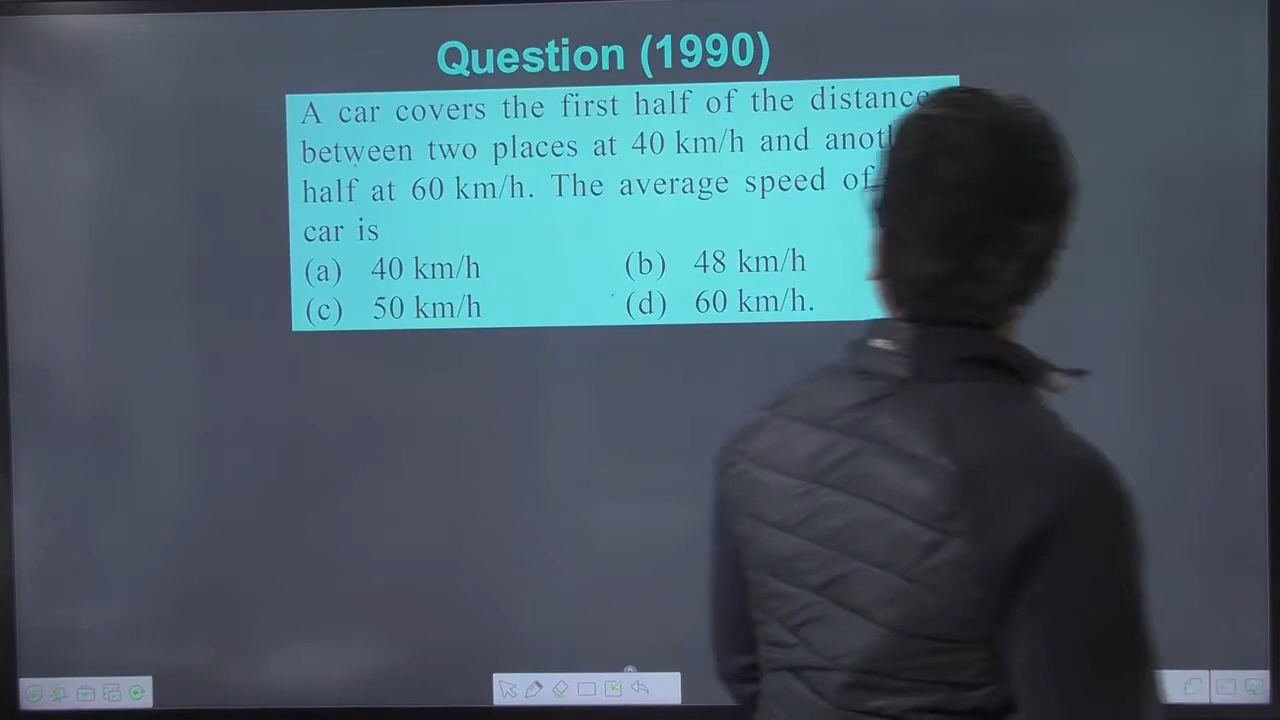 Question (1990)
A car covers the first half of the distance
between two places at 40 km/h and
half at 60 km/h. The average speed of
car is
(a) 40 km/h (b) 48 km/h
(c) 50 km/h (d) 60 km/h.